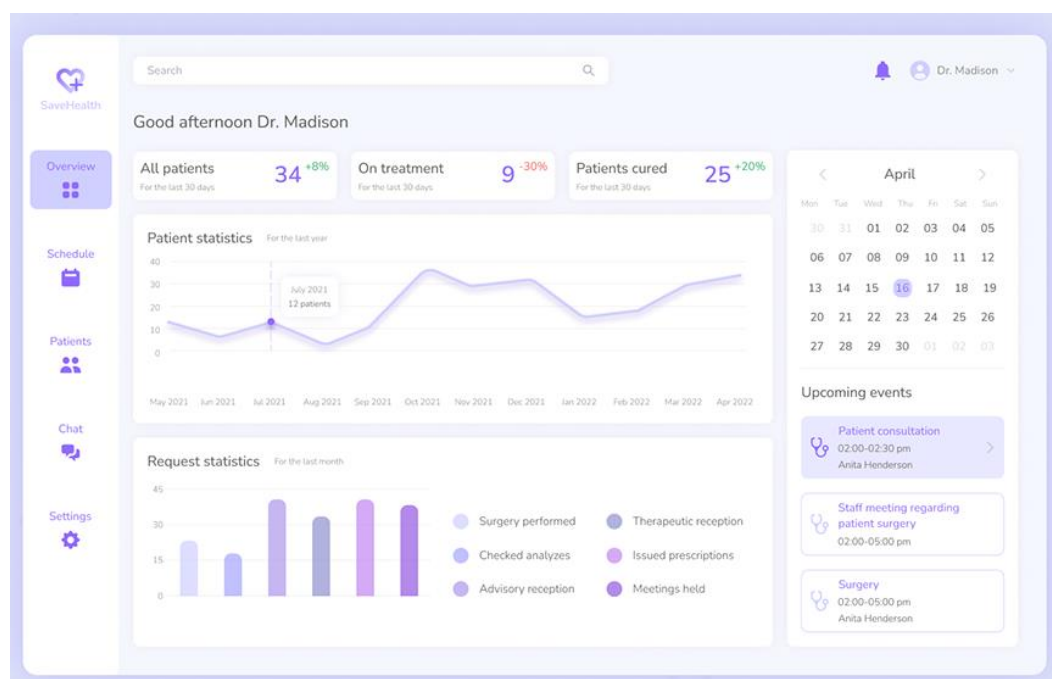 SaveHealth
Overview
Schedule
Patients
Chat
Settings
Search
Dr. Madison
Good afternoon Dr. Madison
All patients
For the last 30 days
34 +8%
On treatment
For the last 30 days
9 -30%
Patients cured
For the last 30 days
25 +20%
Patient statistics For the last year
40
30
20
10
0
July 2021
12 patients
May 2021 Jun 2021 Jul 2021 Aug 2021 Sep 2021 Oct 2021 Nov 2021 Dec 2021 Jan 2022 Feb 2022 Mar 2022 Apr 2022
Request statistics For the last month
45
30
15
0
Surgery performed
Therapeutic reception
Checked analyzes
Issued prescriptions
Advisory reception
Meetings held
April
Mon Tue Wed Thu Fri Sat Sun
30 31 01 02 03 04 05
06 07 08 09 10 11 12
13 14 15 16 17 18 19
20 21 22 23 24 25 26
27 28 29 30 01 02 03
Upcoming events
Patient consultation
02:00-02:30 pm
Anita Henderson
Staff meeting regarding
patient surgery
02:00-05:00 pm
Surgery
02:00-05:00 pm
Anita Henderson